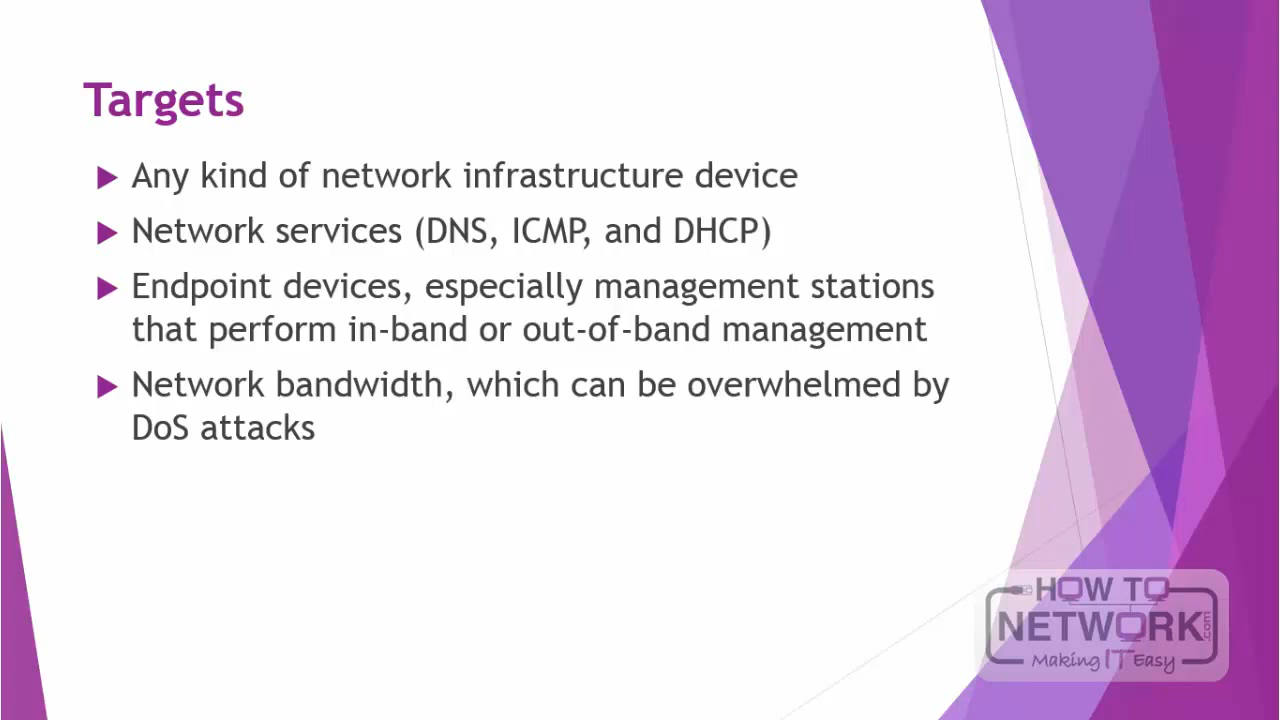 Targets
Any kind of network infrastructure device
Network services (DNS, ICMP, and DHCP)
Endpoint devices, especially management stations
that perform in-band or out-of-band management
Network bandwidth, which can be overwhelmed by
DoS attacks
HOW TO
NETWORK.com
Making IT Easy